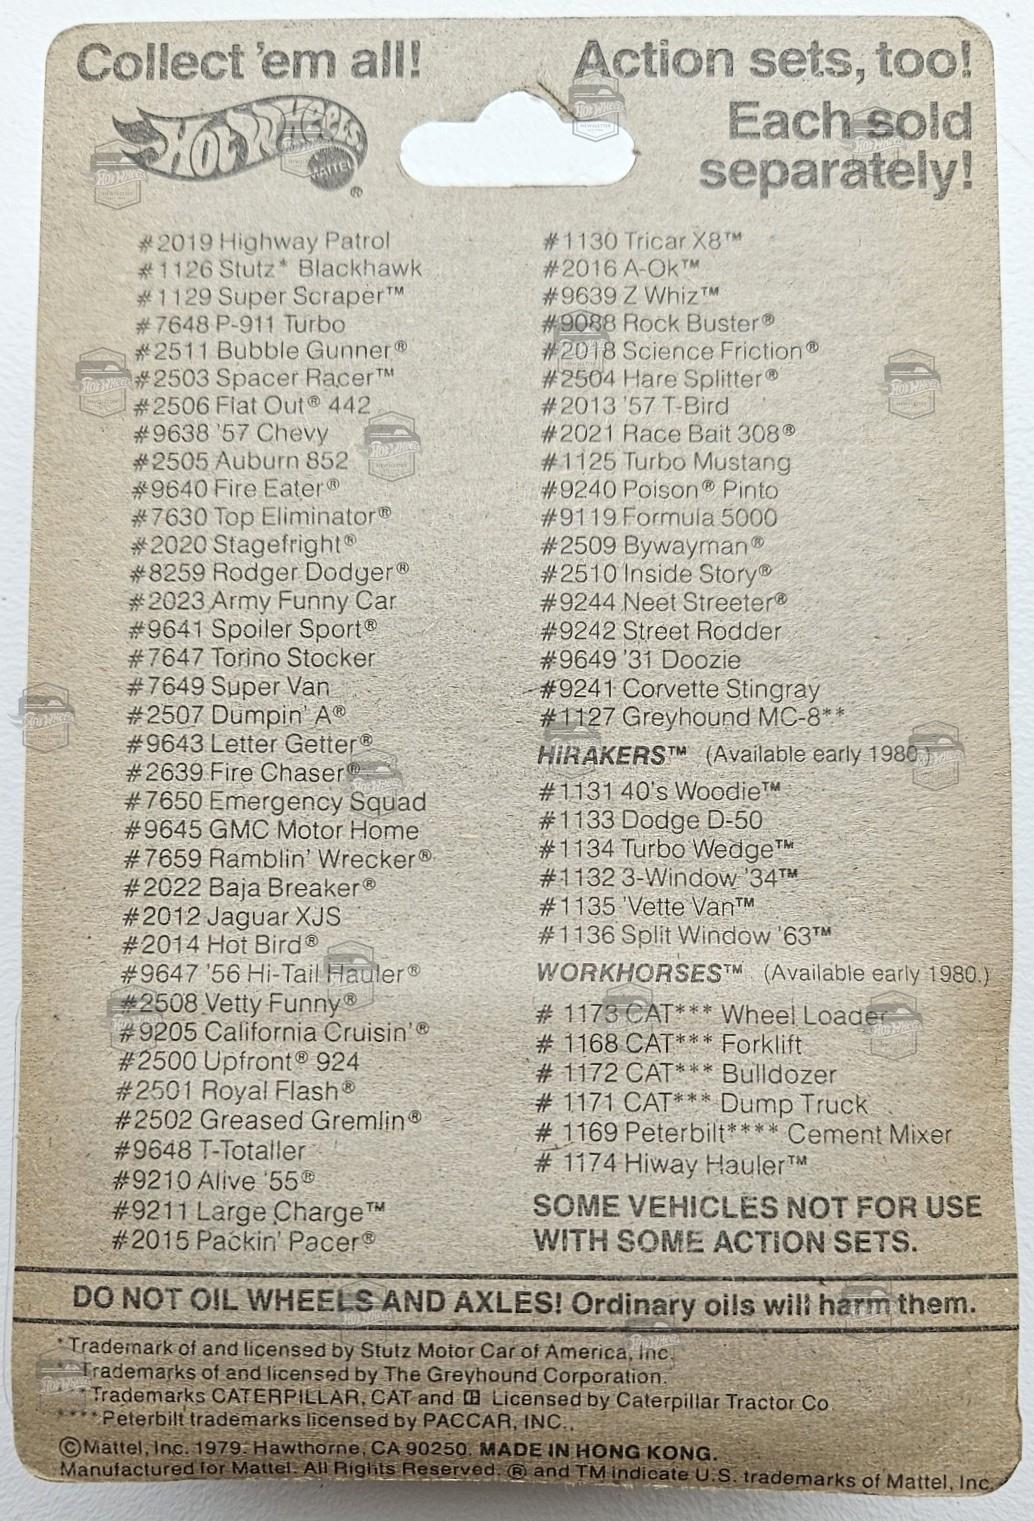 Collect 'em all!
Hot Wheels
MATTEL
®
Action sets, too!
Each sold
separately!
#2019 Highway Patrol
#1126 Stutz* Blackhawk
#1129 Super Scraper™
#7648 P-911 Turbo
#2511 Bubble Gunner®
#2503 Spacer Racer™
#2506 Flat Out® 442
#9638 '57 Chevy
#2505 Auburn 852
#9640 Fire Eater®
#7630 Top Eliminator®
#2020 Stagefright®
#8259 Rodger Dodger®
#2023 Army Funny Car
#9641 Spoiler Sport®
#7647 Torino Stocker
#7649 Super Van
#2507 Dumpin' A®
#9643 Letter Getter®
#2639 Fire Chaser®
#7650 Emergency Squad
#9645 GMC Motor Home
#7659 Ramblin' Wrecker®
#2022 Baja Breaker®
#2012 Jaguar XJS
#2014 Hot Bird®
#9647 '56 Hi-Tail Hauler®
#2508 Vetty Funny®
#9205 California Cruisin'®
#2500 Upfront® 924
#2501 Royal Flash®
#2502 Greased Gremlin®
#9648 T-Totaller
#9210 Alive '55®
#9211 Large Charge™
#2015 Packin' Pacer®
#1130 Tricar X8™
#2016 A-Ok™
#9639 Z Whiz™
#9088 Rock Buster®
#2018 Science Friction®
#2504 Hare Splitter®
#2013 '57 T-Bird
#2021 Race Bait 308®
#1125 Turbo Mustang
#9240 Poison® Pinto
#9119 Formula 5000
#2509 Bywayman®
#2510 Inside Story®
#9244 Neet Streeter®
#9242 Street Rodder
#9649 '31 Doozie
#9241 Corvette Stingray
#1127 Greyhound MC-8**
HIRAKERS™ (Available early 1980.)
#1131 40's Woodie™
#1133 Dodge D-50
#1134 Turbo Wedge™
#1132 3-Window '34™
#1135 'Vette Van™
#1136 Split Window '63™
WORKHORSES™ (Available early 1980.)
# 1173 CAT*** Wheel Loader
# 1168 CAT*** Forklift
# 1172 CAT*** Bulldozer
# 1171 CAT*** Dump Truck
# 1169 Peterbilt**** Cement Mixer
# 1174 Hiway Hauler™
SOME VEHICLES NOT FOR USE
WITH SOME ACTION SETS.
DO NOT OIL WHEELS AND AXLES! Ordinary oils will harm them.
*Trademark of and licensed by Stutz Motor Car of America, Inc.
Trademarks of and licensed by The Greyhound Corporation.
*Trademarks CATERPILLAR, CAT and Licensed by Caterpillar Tractor Co.
****Peterbilt trademarks licensed by PACCAR, INC.,
©Mattel, Inc. 1979. Hawthorne, CA 90250. MADE IN HONG KONG.
Manufactured for Mattel. All Rights Reserved. ® and TM indicate U.S. trademarks of Mattel, Inc.